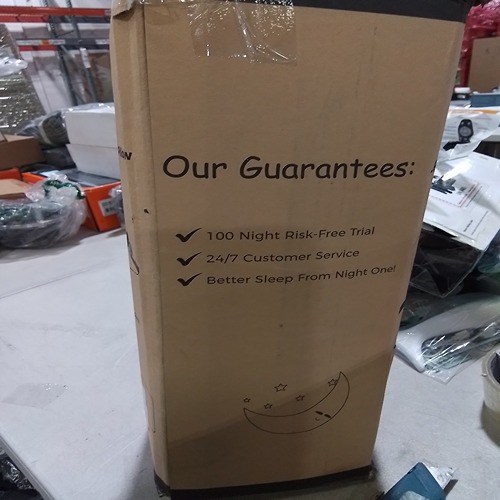 Our Guarantees:
100 Night Risk-Free Trial
24/7 Customer Service
Better Sleep From Night One!